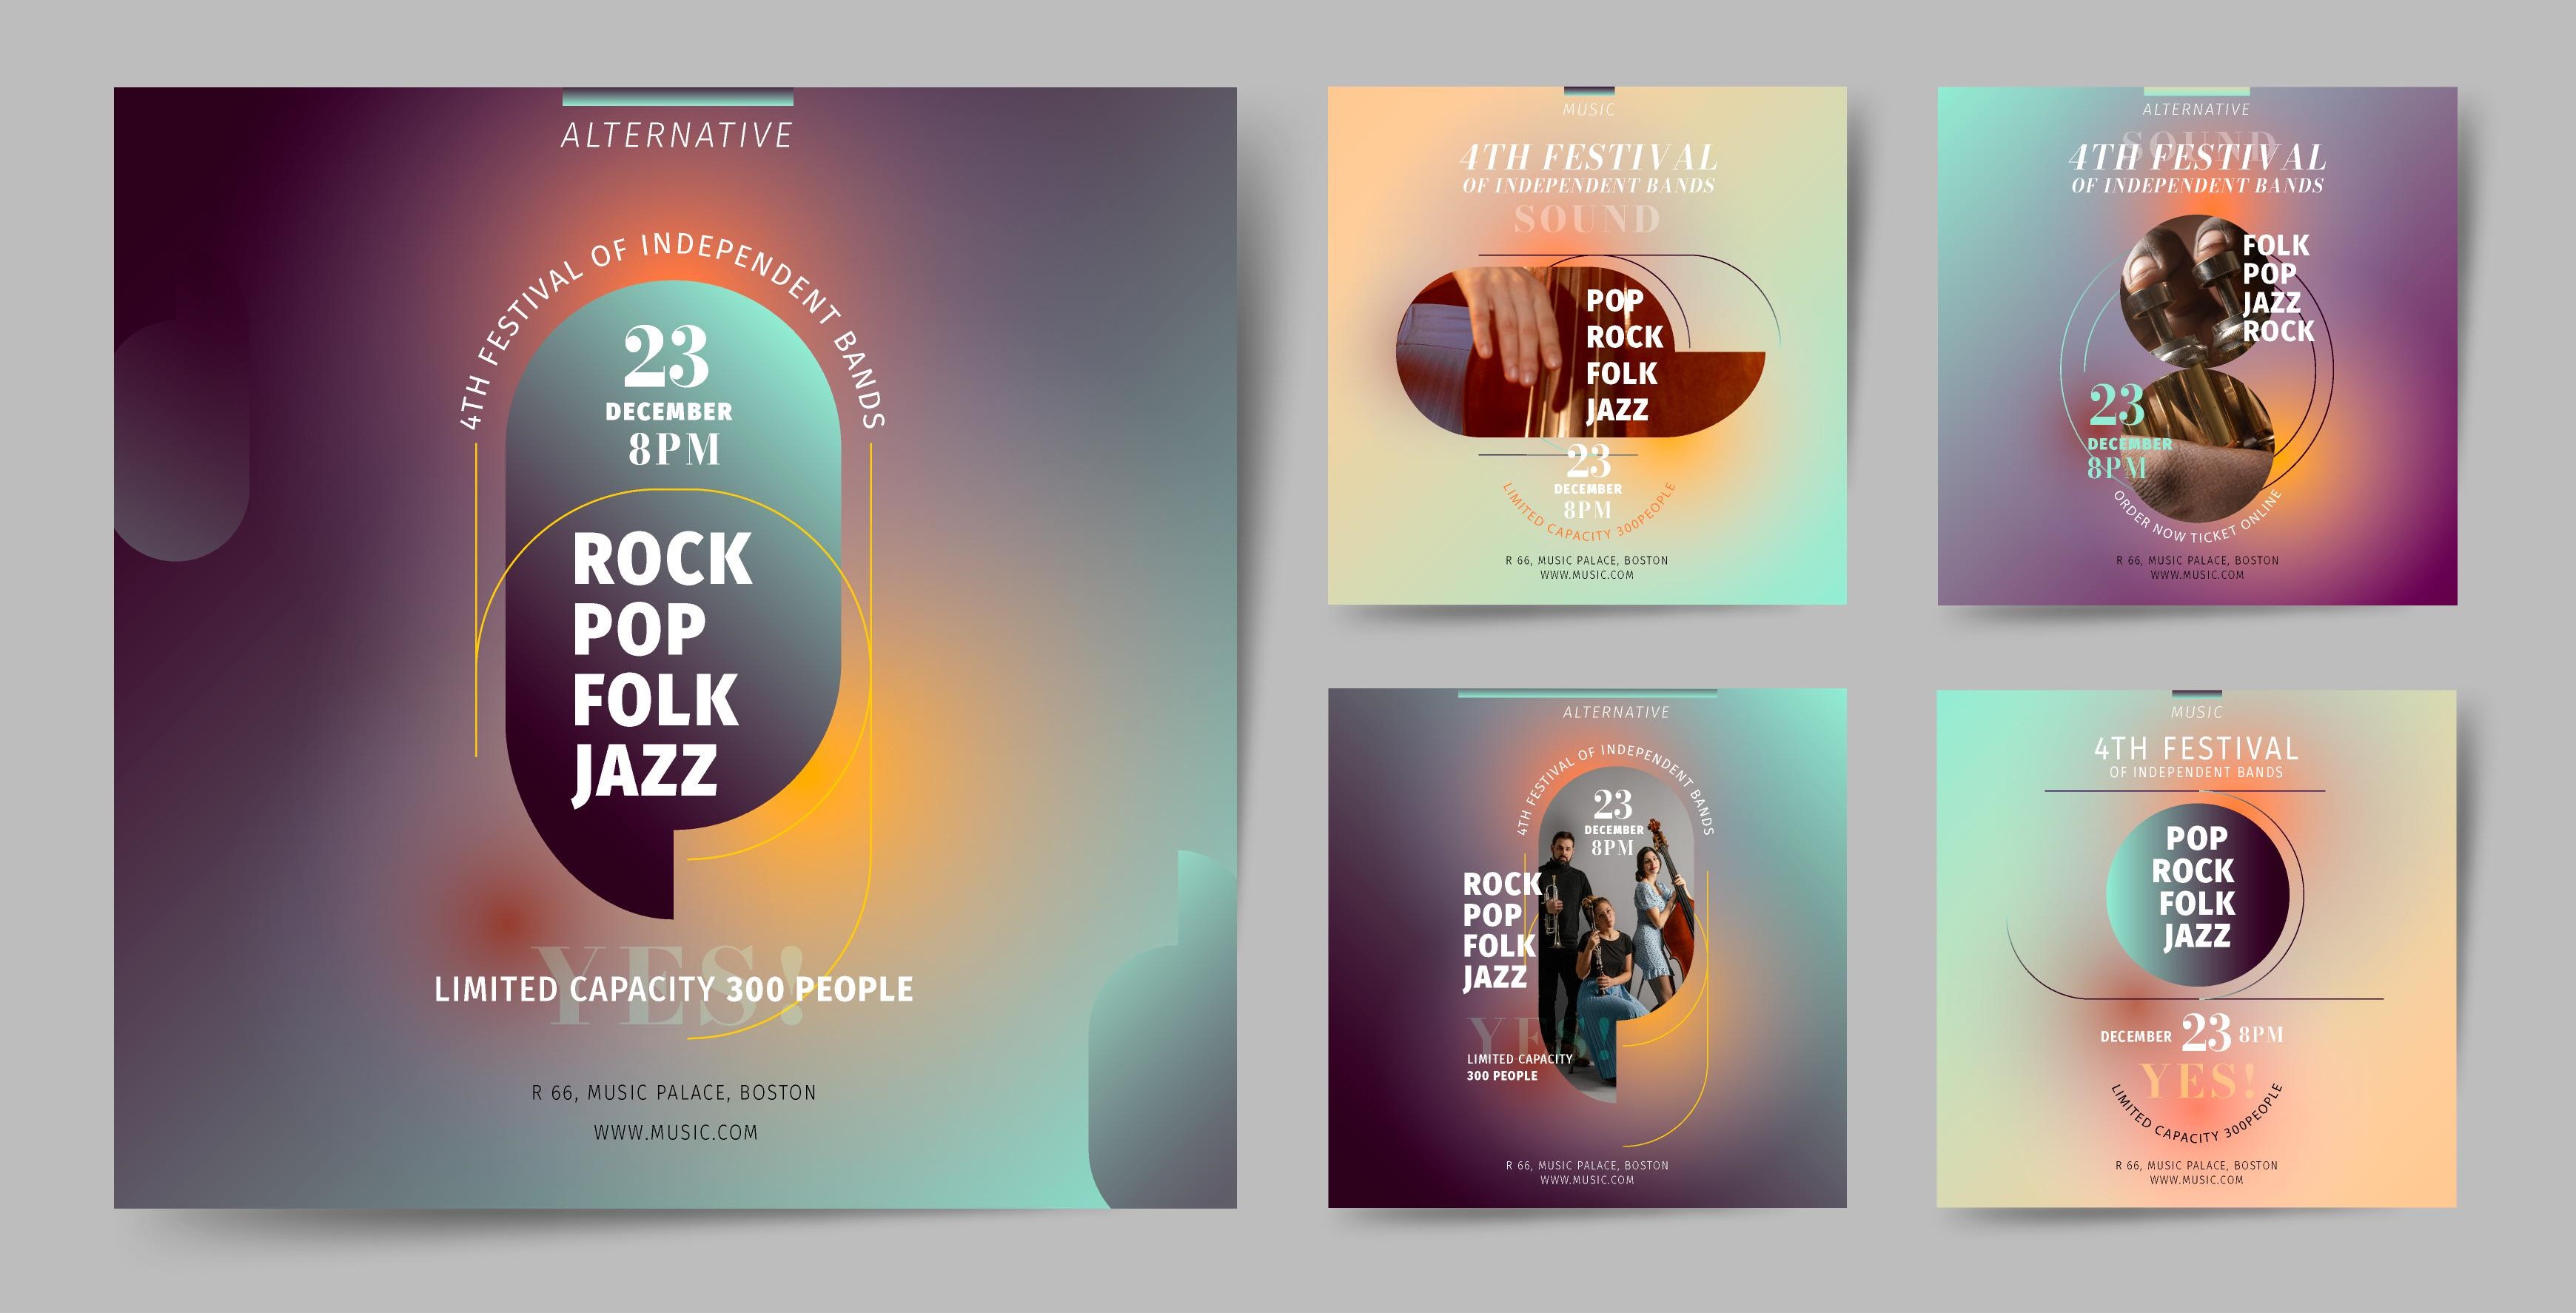 ALTERNATIVE
4TH FESTIVAL OF INDEPENDENT BANDS
23
DECEMBER
8PM
ROCK
POP
FOLK
JAZZ
YES!
LIMITED CAPACITY 300 PEOPLE
R 66, MUSIC PALACE, BOSTON
WWW.MUSIC.COM
MUSIC
4TH FESTIVAL
OF INDEPENDENT BANDS
SOUND
POP
ROCK
FOLK
JAZZ
23
DECEMBER
8PM
LIMITED CAPACITY 300PEOPLE
R 66, MUSIC PALACE, BOSTON
WWW.MUSIC.COM
ALTERNATIVE
SOUND
4TH FESTIVAL
OF INDEPENDENT BANDS
FOLK
POP
JAZZ
ROCK
23
DECEMBER
8PM
ORDER NOW TICKET ONLINE
R 66, MUSIC PALACE, BOSTON
WWW.MUSIC.COM
ALTERNATIVE
4TH FESTIVAL OF INDEPENDENT BANDS
23
DECEMBER
8PM
ROCK
POP
FOLK
JAZZ
YES!
LIMITED CAPACITY
300 PEOPLE
R 66, MUSIC PALACE, BOSTON
WWW.MUSIC.COM
MUSIC
4TH FESTIVAL
OF INDEPENDENT BANDS
POP
ROCK
FOLK
JAZZ
DECEMBER 23 8PM
YES!
LIMITED CAPACITY 300PEOPLE
R 66, MUSIC PALACE, BOSTON
WWW.MUSIC.COM